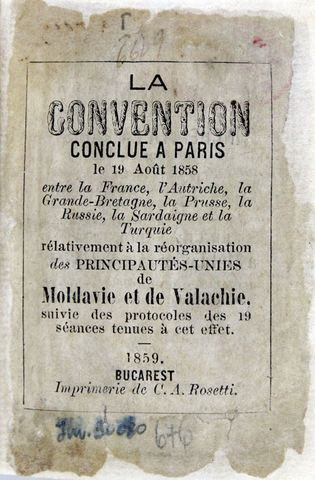 LA
CONVENTION
CONCLUE A PARIS
le 19 Août 1858
entre la France, l'Autriche, la
Grande-Bretagne, la Prusse, la
Russie, la Sardaigne et la
Turquie
rélativement à la réorganisation
des PRINCIPAUTÉS-UNIES
de
Moldavie et de Valachie,
suivie des protocoles des 19
séances tenues à cet effet.
1859.
BUCAREST
Imprimerie de C. A. Rosetti.
676